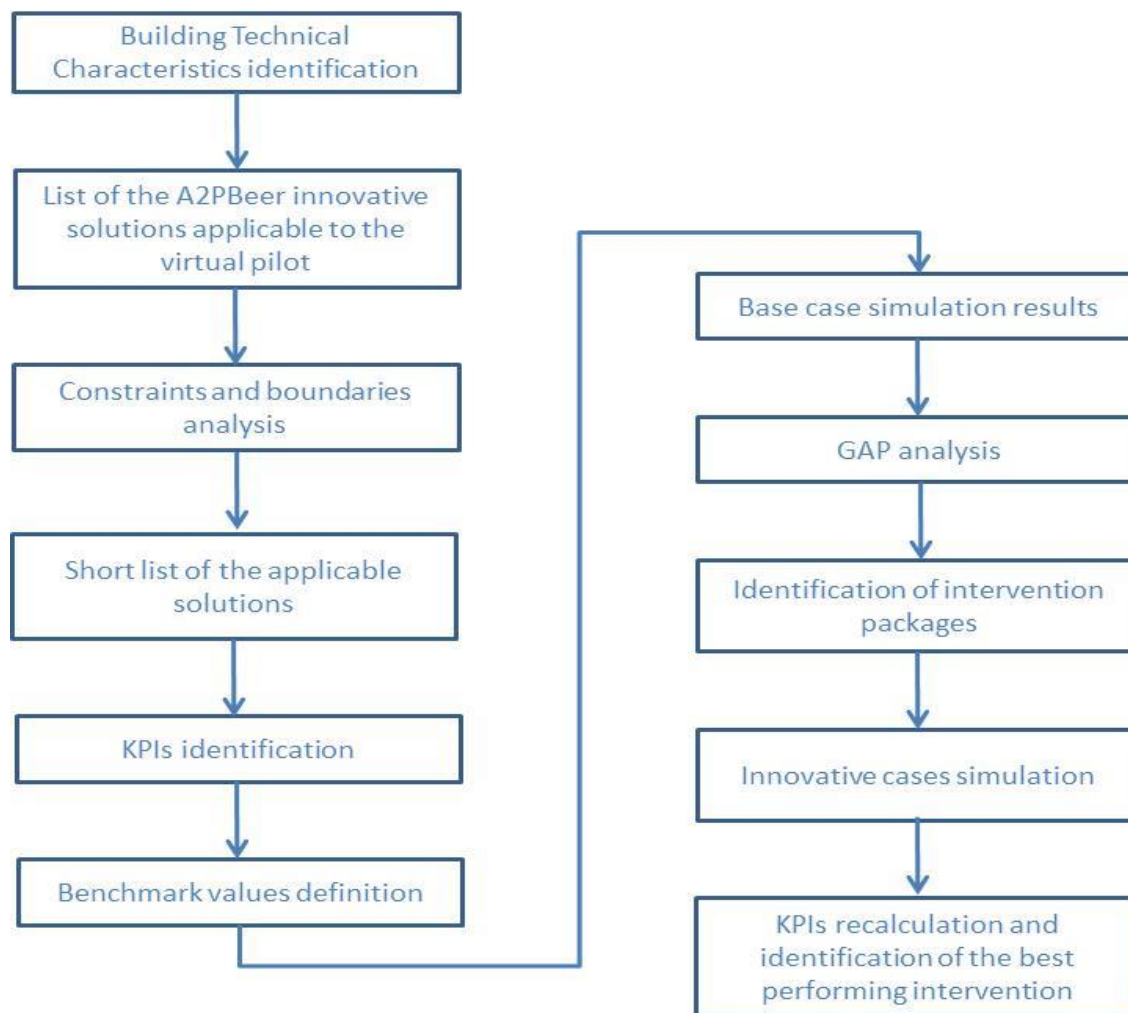 Building Technical
Characteristics identification
List of the A2PBeer innovative
solutions applicable to the
virtual pilot
Constraints and boundaries
analysis
Short list of the applicable
solutions
KPIs identification
Benchmark values definition
Base case simulation results
GAP analysis
Identification of intervention
packages
Innovative cases simulation
KPIs recalculation and
identification of the best
performing intervention